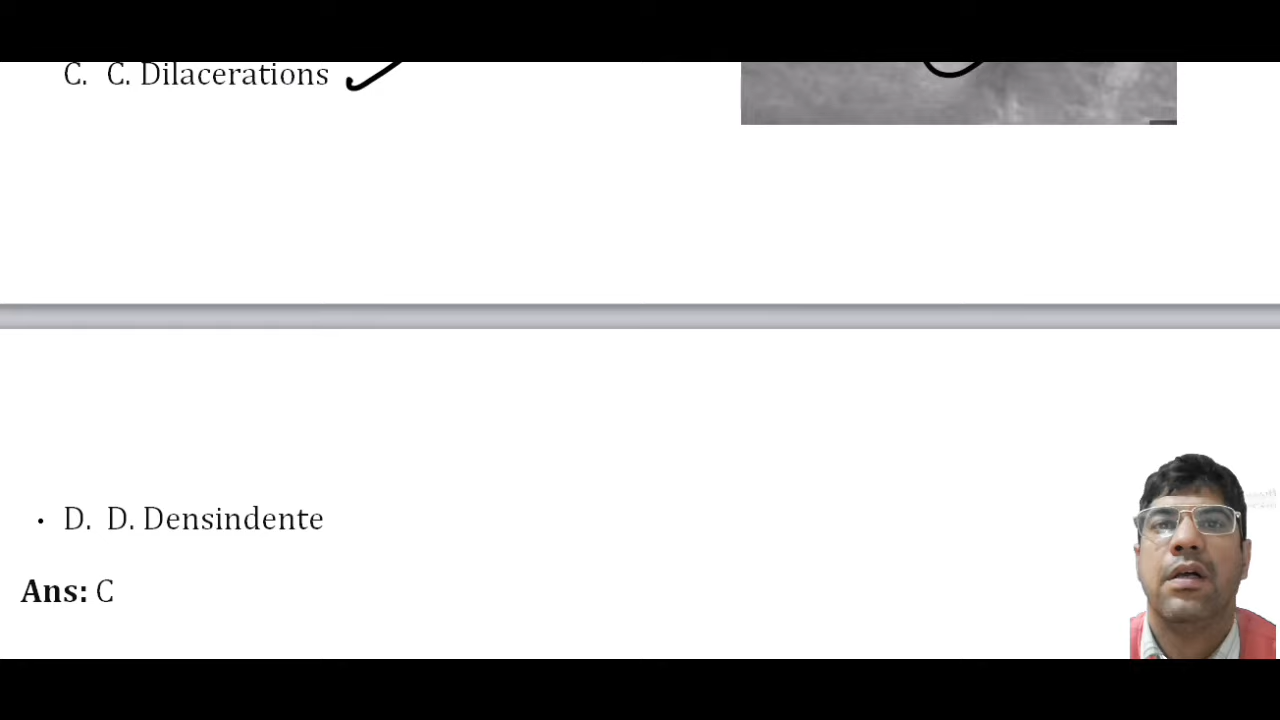 C. C. Dilacerations
• D. D. Densindente
Ans: C